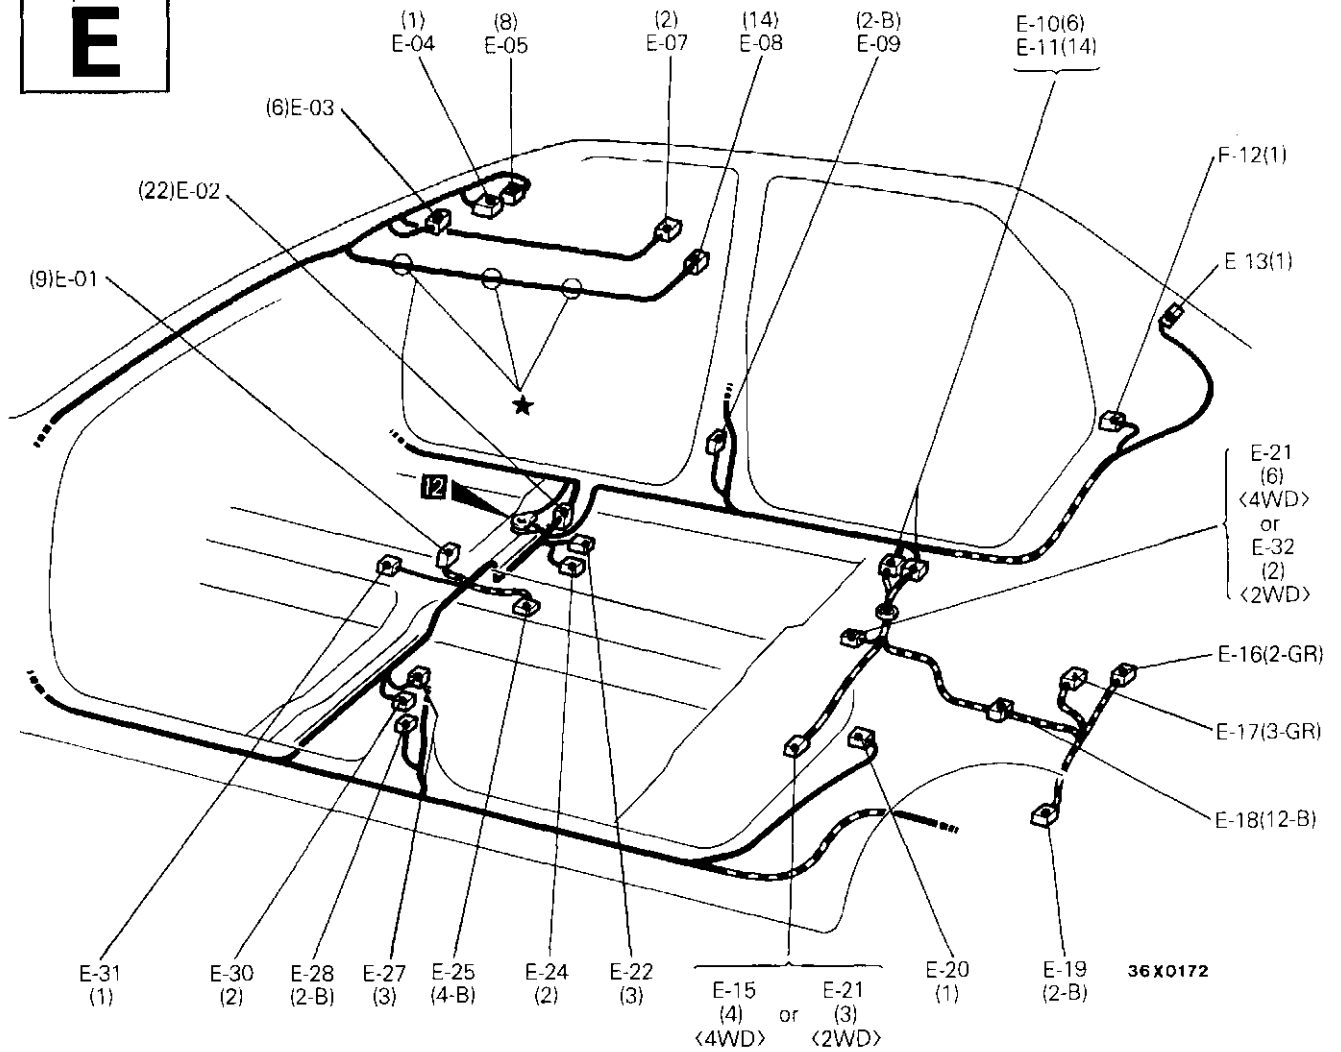 E
(1)
E-04
(8)
E-05
(2)
E-07
(14)
E-08
(2-B)
E-09
E-10(6)
E-11(14)
(6)E-03
F-12(1)
(22)E-02
E 13(1)
(9)E-01
12
E-21
(6)
<4WD>
or
E-32
(2)
<2WD>
E-16(2-GR)
E-17(3-GR)
E-18(12-B)
E-31
(1)
E-30
(2)
E-28
(2-B)
E-27
(3)
E-25
(4-B)
E-24
(2)
E-22
(3)
E-15
(4)
<4WD>
or
E-21
(3)
<2WD>
E-20
(1)
E-19
(2-B)
36X0172